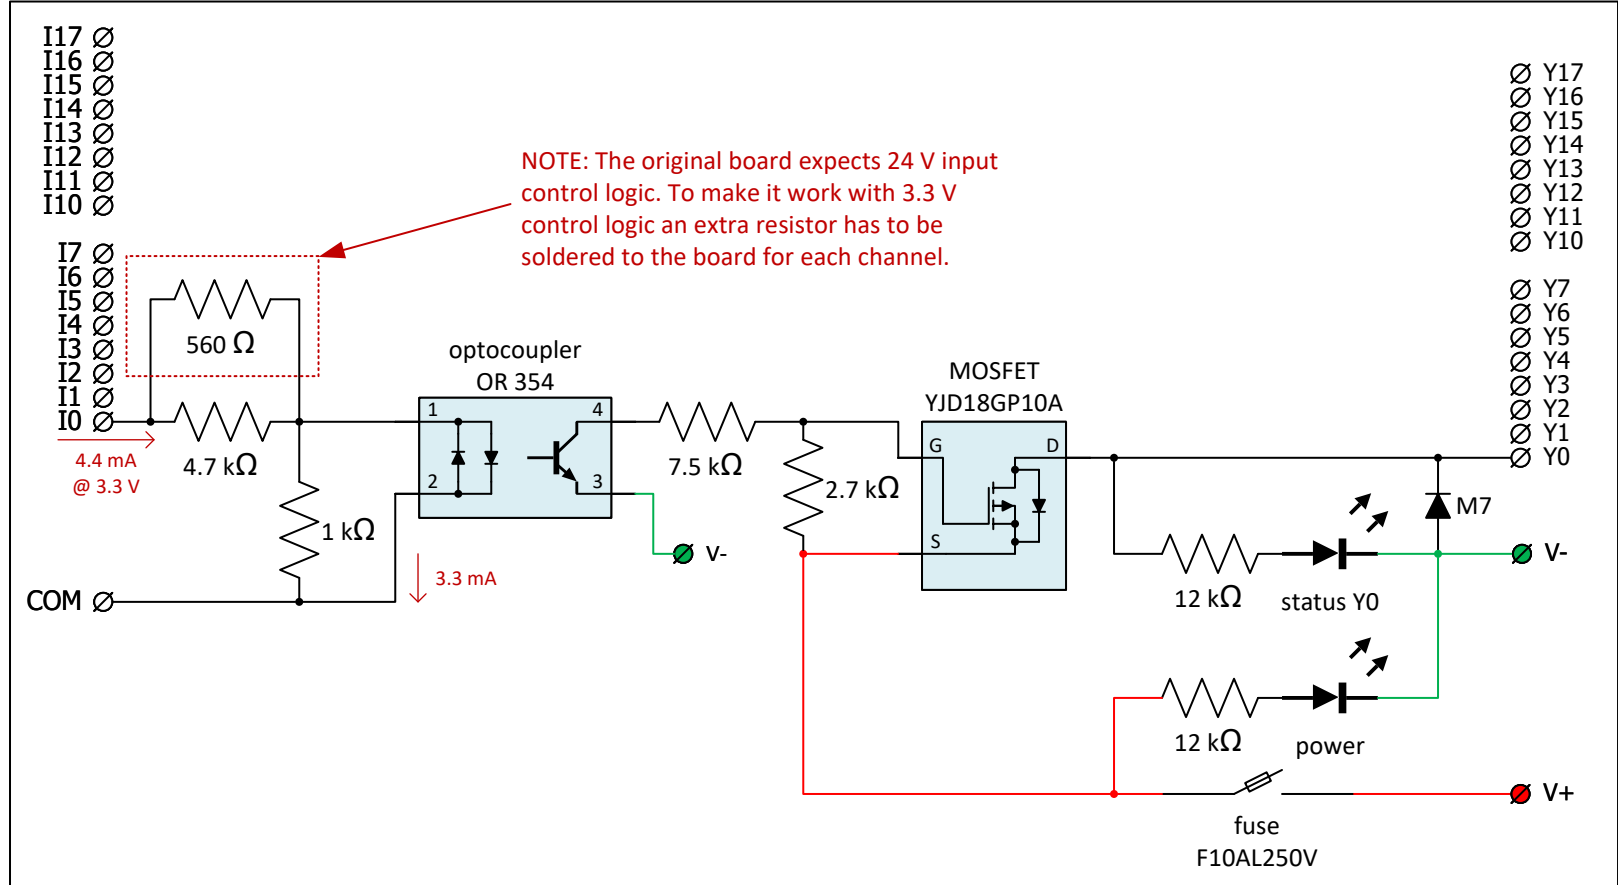 I17
I16
I15
I14
I13
I12
I11
I10
I7
I6
I5
I4
I3
I2
I1
I0
COM
NOTE: The original board expects 24 V input
control logic. To make it work with 3.3 V
control logic an extra resistor has to be
soldered to the board for each channel.
560 Ω
4.7 kΩ
4.4 mA
@ 3.3 V
1 kΩ
3.3 mA
optocoupler
OR 354
1
2
4
3
V-
7.5 kΩ
2.7 kΩ
MOSFET
YJD18GP10A
G
D
S
12 kΩ
status Y0
M7
12 kΩ
power
fuse
F10AL250V
Y17
Y16
Y15
Y14
Y13
Y12
Y11
Y10
Y7
Y6
Y5
Y4
Y3
Y2
Y1
Y0
V-
V+